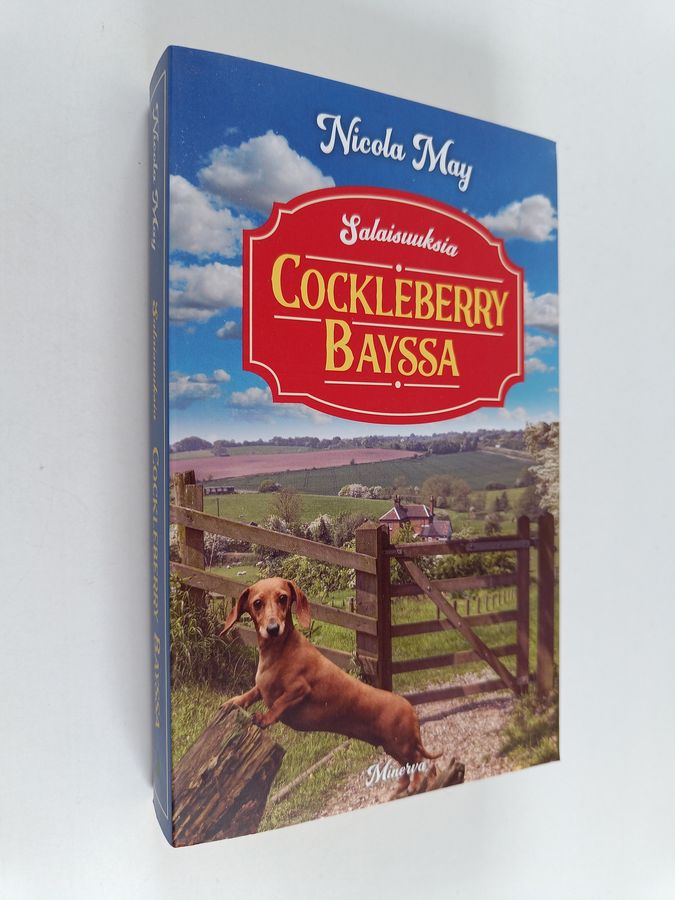 Nicola May
Salaisuuksia
COCKLEBERRY
BAYSSA
Minerva
Nicola May Salaisuuksia COCKLEBERRY BAYSSA